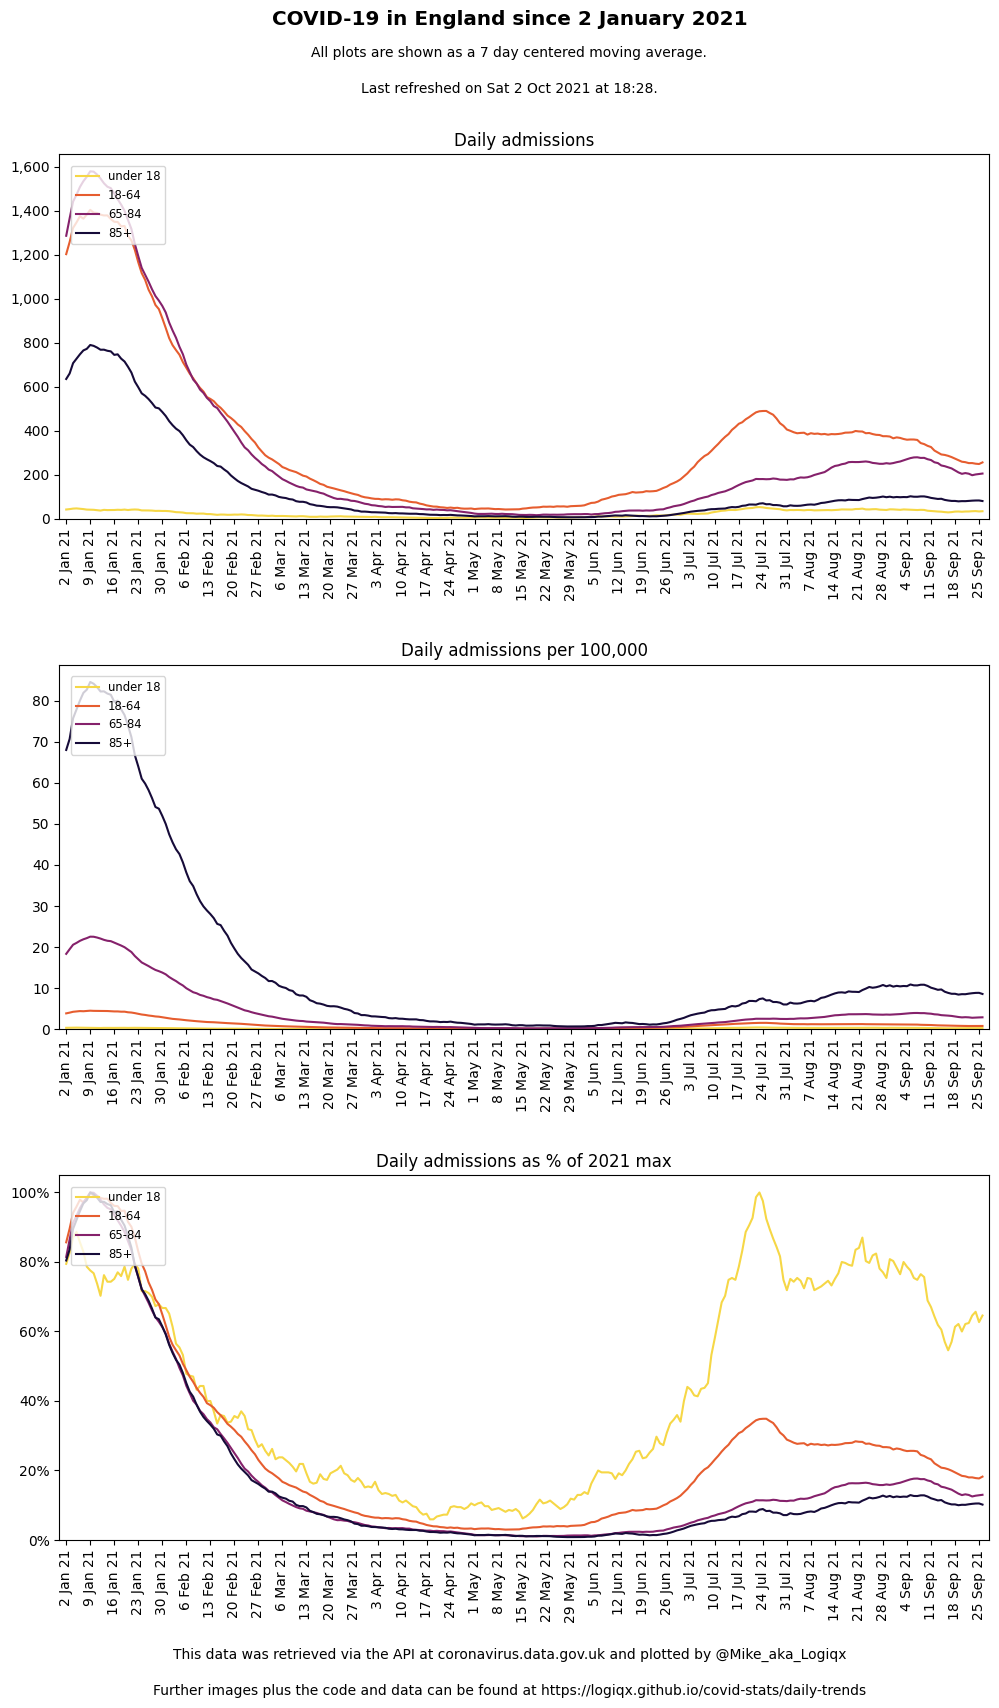 COVID-19 in England since 2 January 2021
All plots are shown as a 7 day centered moving average.
Last refreshed on Sat 2 Oct 2021 at 18:28.
Daily admissions
1,600
1,400
1,200
1,000
800
600
400
200
0
under 18
18-64
65-84
85+
2 Jan 21
9 Jan 21
16 Jan 21
23 Jan 21
30 Jan 21
6 Feb 21
13 Feb 21
20 Feb 21
27 Feb 21
6 Mar 21
13 Mar 21
20 Mar 21
27 Mar 21
3 Apr 21
10 Apr 21
17 Apr 21
24 Apr 21
1 May 21
8 May 21
15 May 21
22 May 21
29 May 21
5 Jun 21
12 Jun 21
19 Jun 21
26 Jun 21
3 Jul 21
10 Jul 21
17 Jul 21
24 Jul 21
31 Jul 21
7 Aug 21
14 Aug 21
21 Aug 21
28 Aug 21
4 Sep 21
11 Sep 21
18 Sep 21
25 Sep 21
Daily admissions per 100,000
80
70
60
50
40
30
20
10
0
under 18
18-64
65-84
85+
2 Jan 21
9 Jan 21
16 Jan 21
23 Jan 21
30 Jan 21
6 Feb 21
13 Feb 21
20 Feb 21
27 Feb 21
6 Mar 21
13 Mar 21
20 Mar 21
27 Mar 21
3 Apr 21
10 Apr 21
17 Apr 21
24 Apr 21
1 May 21
8 May 21
15 May 21
22 May 21
29 May 21
5 Jun 21
12 Jun 21
19 Jun 21
26 Jun 21
3 Jul 21
10 Jul 21
17 Jul 21
24 Jul 21
31 Jul 21
7 Aug 21
14 Aug 21
21 Aug 21
28 Aug 21
4 Sep 21
11 Sep 21
18 Sep 21
25 Sep 21
Daily admissions as % of 2021 max
100%
80%
60%
40%
20%
0%
under 18
18-64
65-84
85+
2 Jan 21
9 Jan 21
16 Jan 21
23 Jan 21
30 Jan 21
6 Feb 21
13 Feb 21
20 Feb 21
27 Feb 21
6 Mar 21
13 Mar 21
20 Mar 21
27 Mar 21
3 Apr 21
10 Apr 21
17 Apr 21
24 Apr 21
1 May 21
8 May 21
15 May 21
22 May 21
29 May 21
5 Jun 21
12 Jun 21
19 Jun 21
26 Jun 21
3 Jul 21
10 Jul 21
17 Jul 21
24 Jul 21
31 Jul 21
7 Aug 21
14 Aug 21
21 Aug 21
28 Aug 21
4 Sep 21
11 Sep 21
18 Sep 21
25 Sep 21
This data was retrieved via the API at coronavirus.data.gov.uk and plotted by @Mike_aka_Logiqx
Further images plus the code and data can be found at https://logiqx.github.io/covid-stats/daily-trends